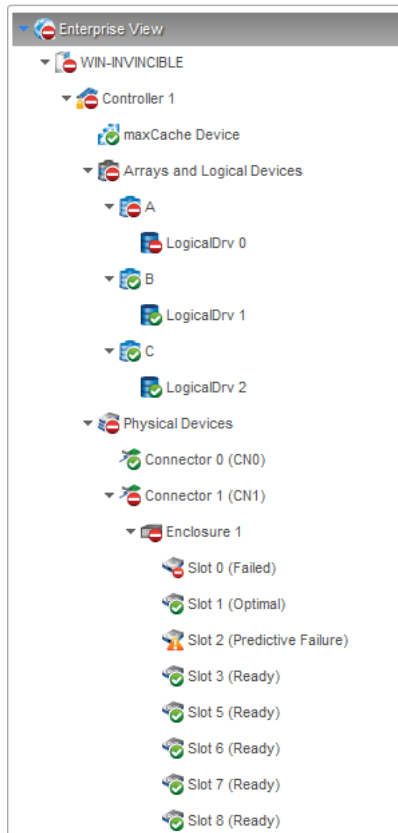 Enterprise View
WIN-INVINCIBLE
Controller 1
maxCache Device
Arrays and Logical Devices
A
LogicalDrv 0
B
LogicalDrv 1
C
LogicalDrv 2
Physical Devices
Connector 0 (CN0)
Connector 1 (CN1)
Enclosure 1
Slot 0 (Failed)
Slot 1 (Optimal)
Slot 2 (Predictive Failure)
Slot 3 (Ready)
Slot 5 (Ready)
Slot 6 (Ready)
Slot 7 (Ready)
Slot 8 (Ready)